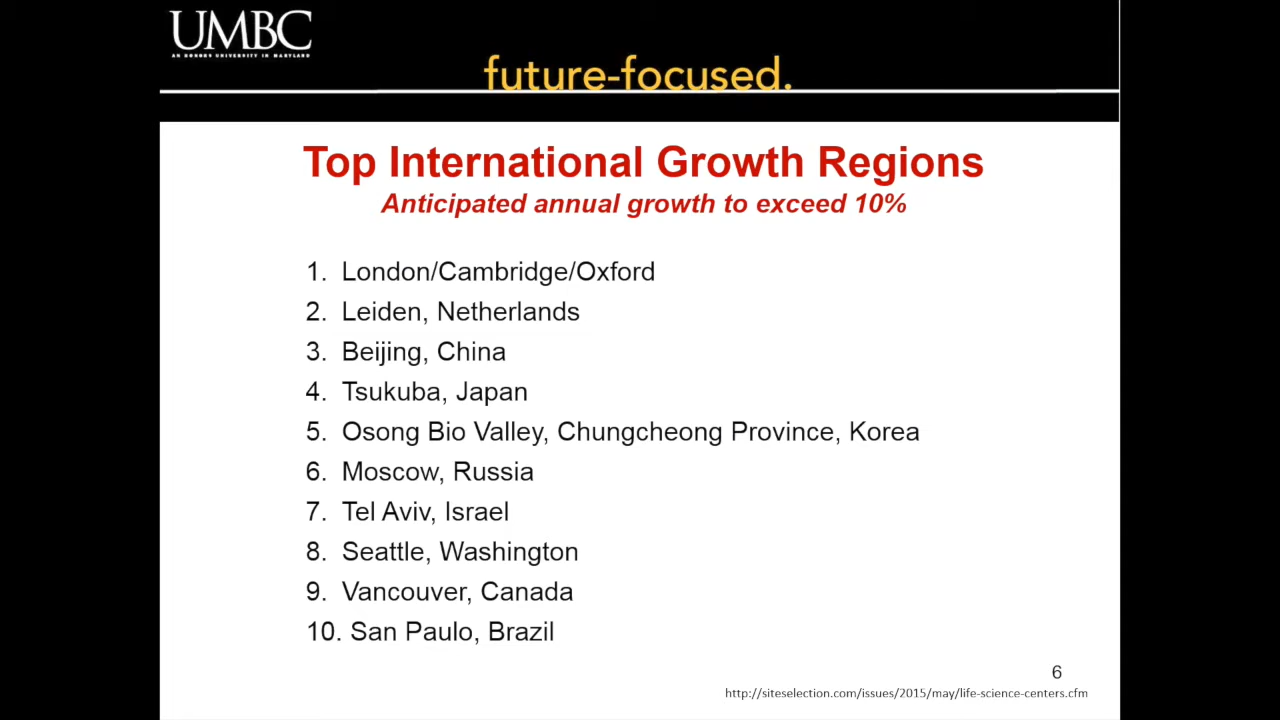 UMBC
AN HONORS UNIVERSITY IN MARYLAND
future-focused.
Top International Growth Regions
Anticipated annual growth to exceed 10%
1. London/Cambridge/Oxford
2. Leiden, Netherlands
3. Beijing, China
4. Tsukuba, Japan
5. Osong Bio Valley, Chungcheong Province, Korea
6. Moscow, Russia
7. Tel Aviv, Israel
8. Seattle, Washington
9. Vancouver, Canada
10. San Paulo, Brazil
6
http://siteselection.com/issues/2015/may/life-science-centers.cfm